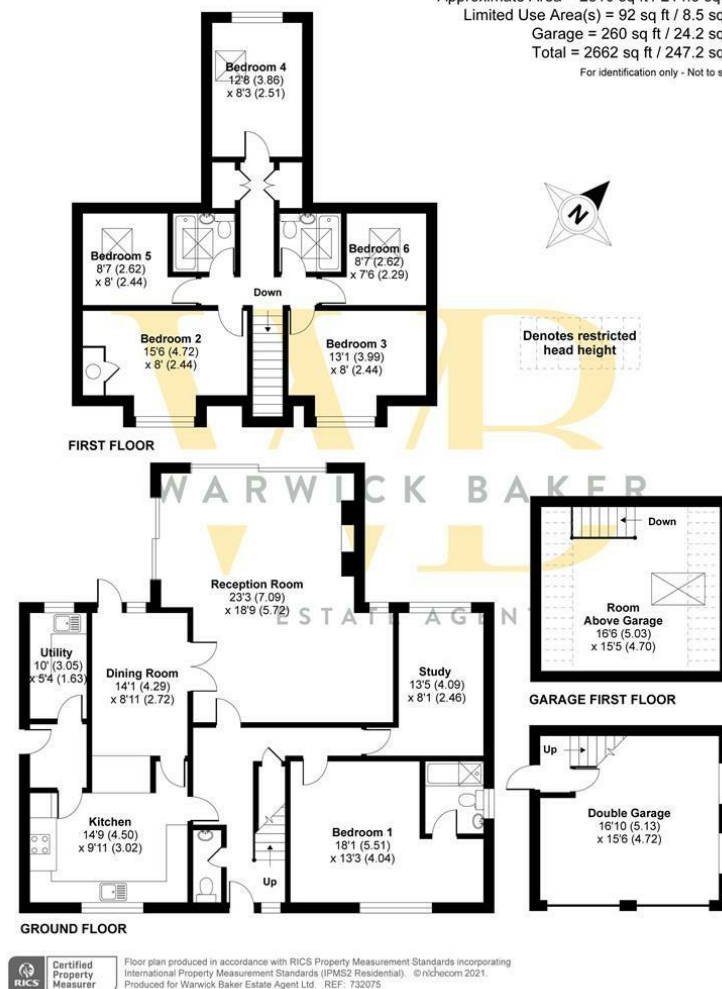 Limited Use Area(s) = 92 sq ft / 8.5 sq
Garage = 260 sq ft / 24.2 sq
Total = 2662 sq ft / 247.2 sq
For identification only - Not to s
Bedroom 4
12'8 (3.86)
x 8'3 (2.51)
N
Bedroom 5
8'7 (2.62)
x 8' (2.44)
Bedroom 6
8'7 (2.62)
x 7'6 (2.29)
Down
Bedroom 2
15'6 (4.72)
x 8' (2.44)
Bedroom 3
13'1 (3.99)
x 8' (2.44)
Denotes restricted
head height
FIRST FLOOR
WB
WARWICK BAKER
ESTATE AGENT
Reception Room
23'3 (7.09)
x 18'9 (5.72)
Down
Room
Above Garage
16'6 (5.03)
x 15'5 (4.70)
GARAGE FIRST FLOOR
Utility
10' (3.05)
x 5'4 (1.63)
Dining Room
14'1 (4.29)
x 8'11 (2.72)
Study
13'5 (4.09)
x 8'1 (2.46)
Up
Double Garage
16'10 (5.13)
x 15'6 (4.72)
Kitchen
14'9 (4.50)
x 9'11 (3.02)
Bedroom 1
18'1 (5.51)
x 13'3 (4.04)
Up
GROUND FLOOR
RICS
Certified
Property
Measurer
Floor plan produced in accordance with RICS Property Measurement Standards incorporating
International Property Measurement Standards (IPMS2 Residential). © nichecom 2021.
Produced for Warwick Baker Estate Agent Ltd. REF: 732075